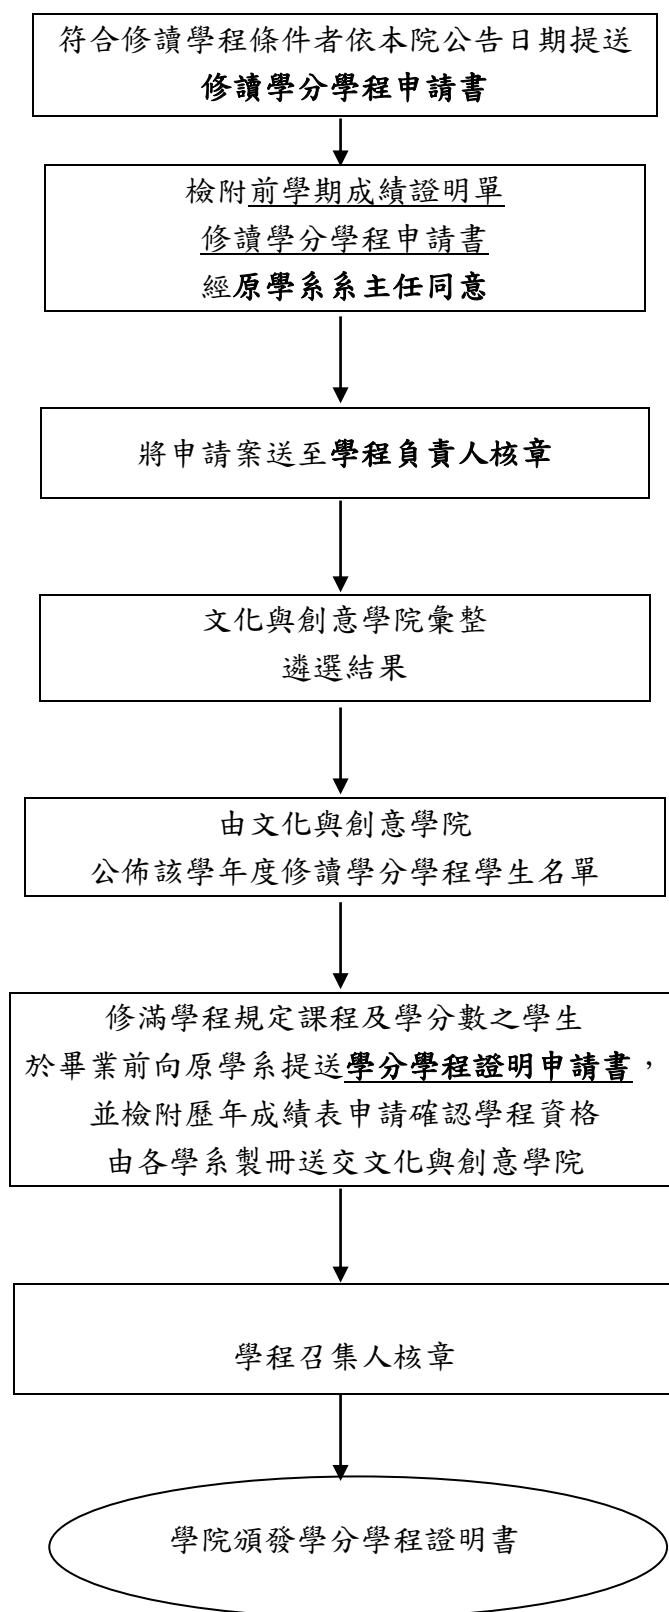 符合修讀學程條件者依本院公告日期提送
修讀學分學程申請書
檢附前學期成績證明單
修讀學分學程申請書
經原學系系主任同意
將申請案送至學程負責人核章
文化與創意學院彙整
遴選結果
由文化與創意學院
公佈該學年度修讀學分學程學生名單
修滿學程規定課程及學分數之學生
於畢業前向原學系提送學分學程證明申請書，
並檢附歷年成績表申請確認學程資格
由各學系製冊送交文化與創意學院
學程召集人核章
學院頒發學分學程證明書